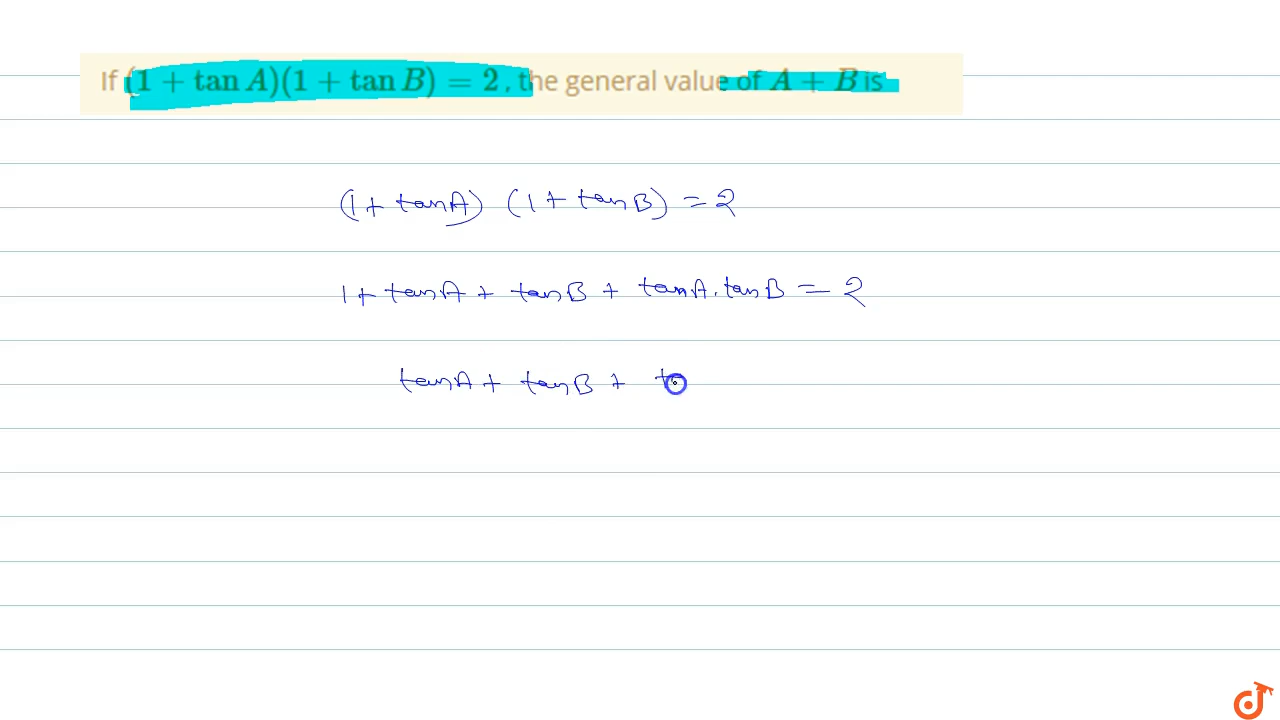 If (1 + tan A)(1 + tan B) = 2, the general value of A + B is
(1 + tanA) (1 + tanB) = 2
1 + tanA + tanB + tanA.tanB = 2
tanA + tanB +